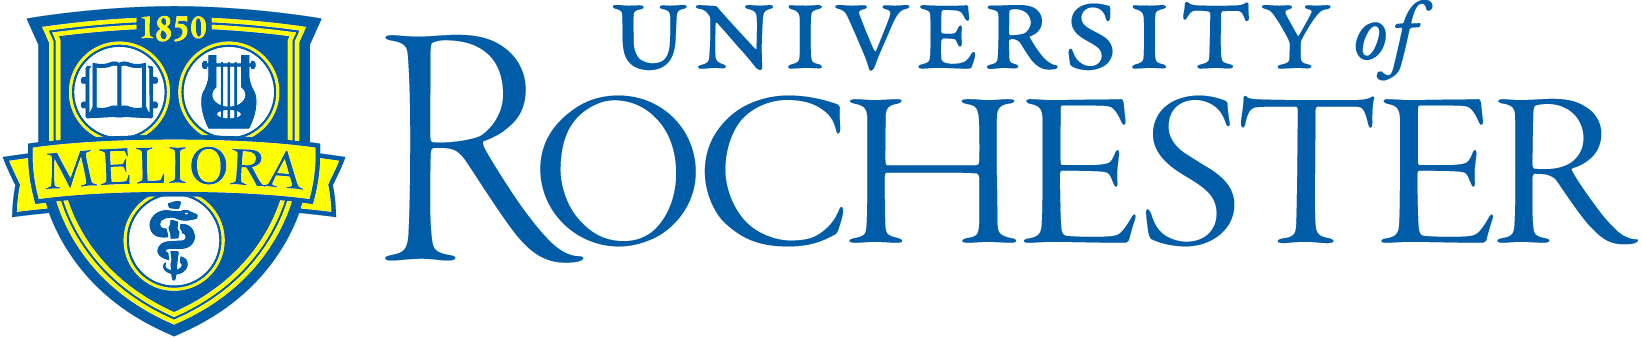 1850
MELIORA
UNIVERSITY of
ROCHESTER